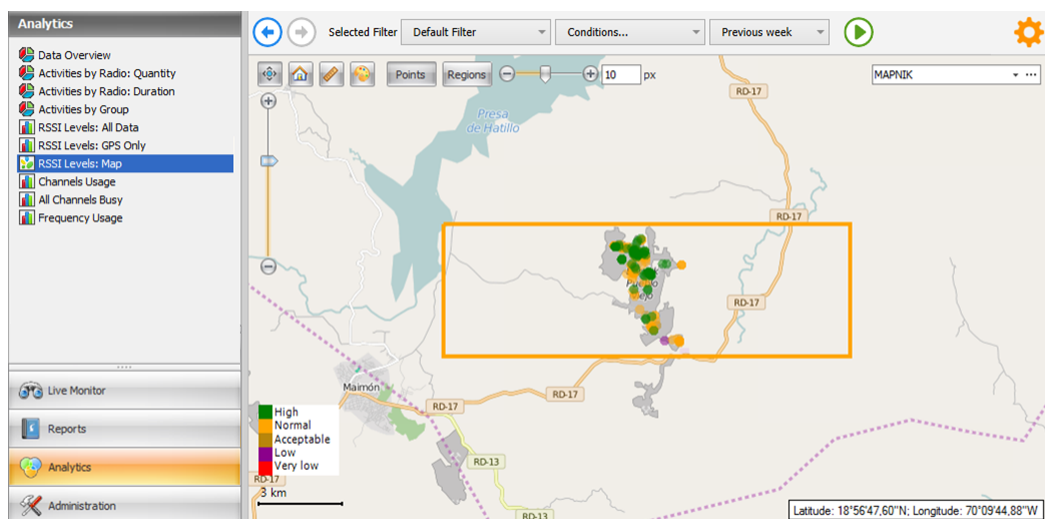 Analytics
Data Overview
Activities by Radio: Quantity
Activities by Radio: Duration
Activities by Group
RSSI Levels: All Data
RSSI Levels: GPS Only
RSSI Levels: Map
Channels Usage
All Channels Busy
Frequency Usage
Live Monitor
Reports
Analytics
Administration
Selected Filter Default Filter Conditions... Previous week
Points Regions 10 px MAPNIK ...
RD-17
Presa
de Hatillo
RD-17
Viejo
RD-17
Maimón
RD-17
RD-17
High
Normal
Acceptable
Low
Very low
RD-13
RD-17
3 km
RD-13
Latitude: 18°56'47,60"N; Longitude: 70°09'44,88"W